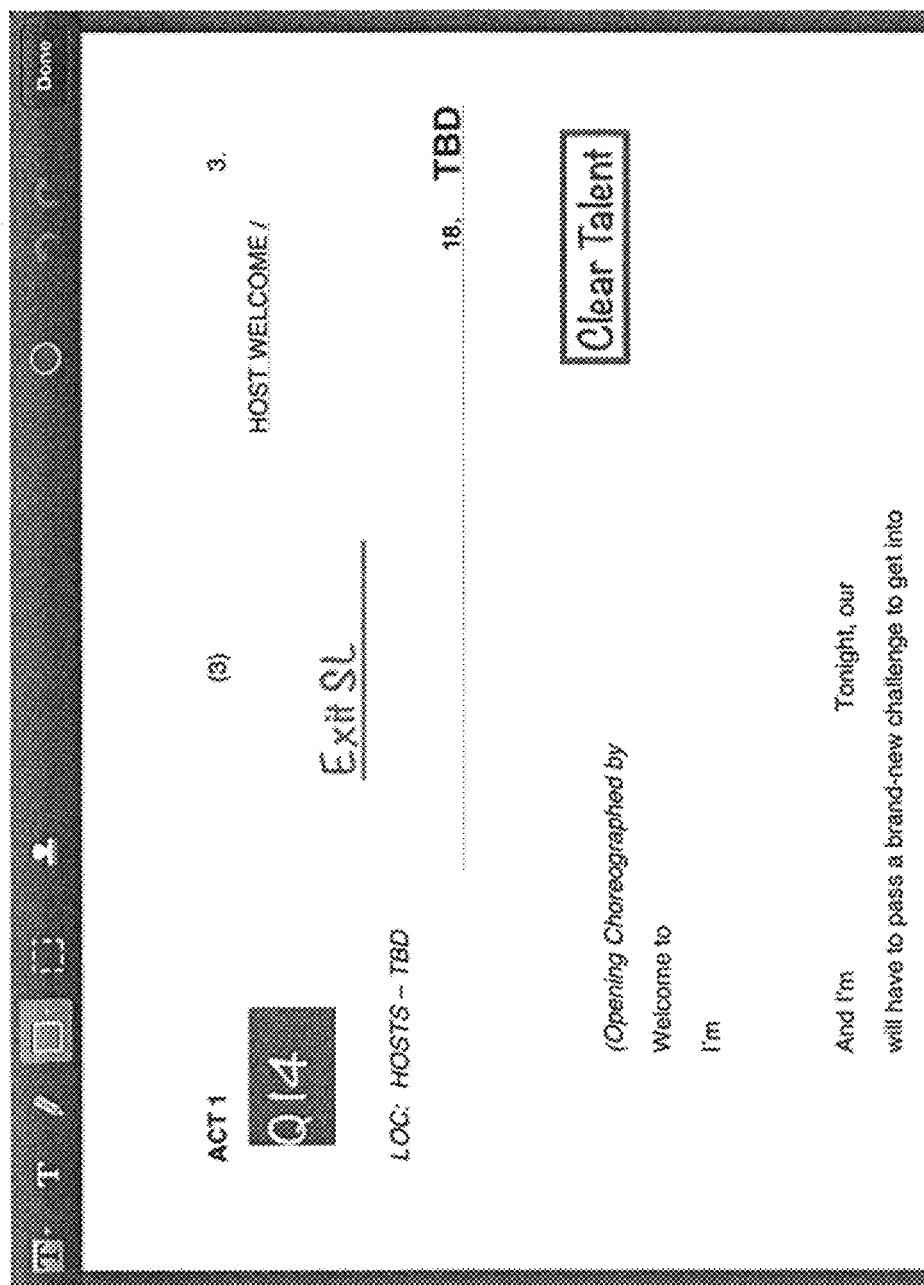 T T Done
ACT 1 (3) 3.
Q14 HOST WELCOME /
Exit SL
LOC: HOSTS – TBD
18. TBD
Clear Talent
(Opening Choreographed by
Welcome to
I'm
And I'm Tonight, our
will have to pass a brand-new challenge to get into